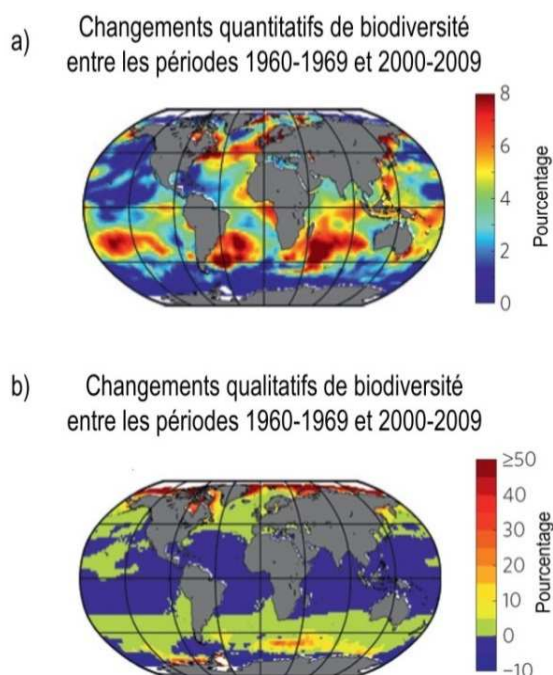 a)
Changements quantitatifs de biodiversité
entre les périodes 1960-1969 et 2000-2009
8
6
4
2
0
Pourcentage
b)
Changements qualitatifs de biodiversité
entre les périodes 1960-1969 et 2000-2009
≥50
40
30
20
10
0
−10
Pourcentage